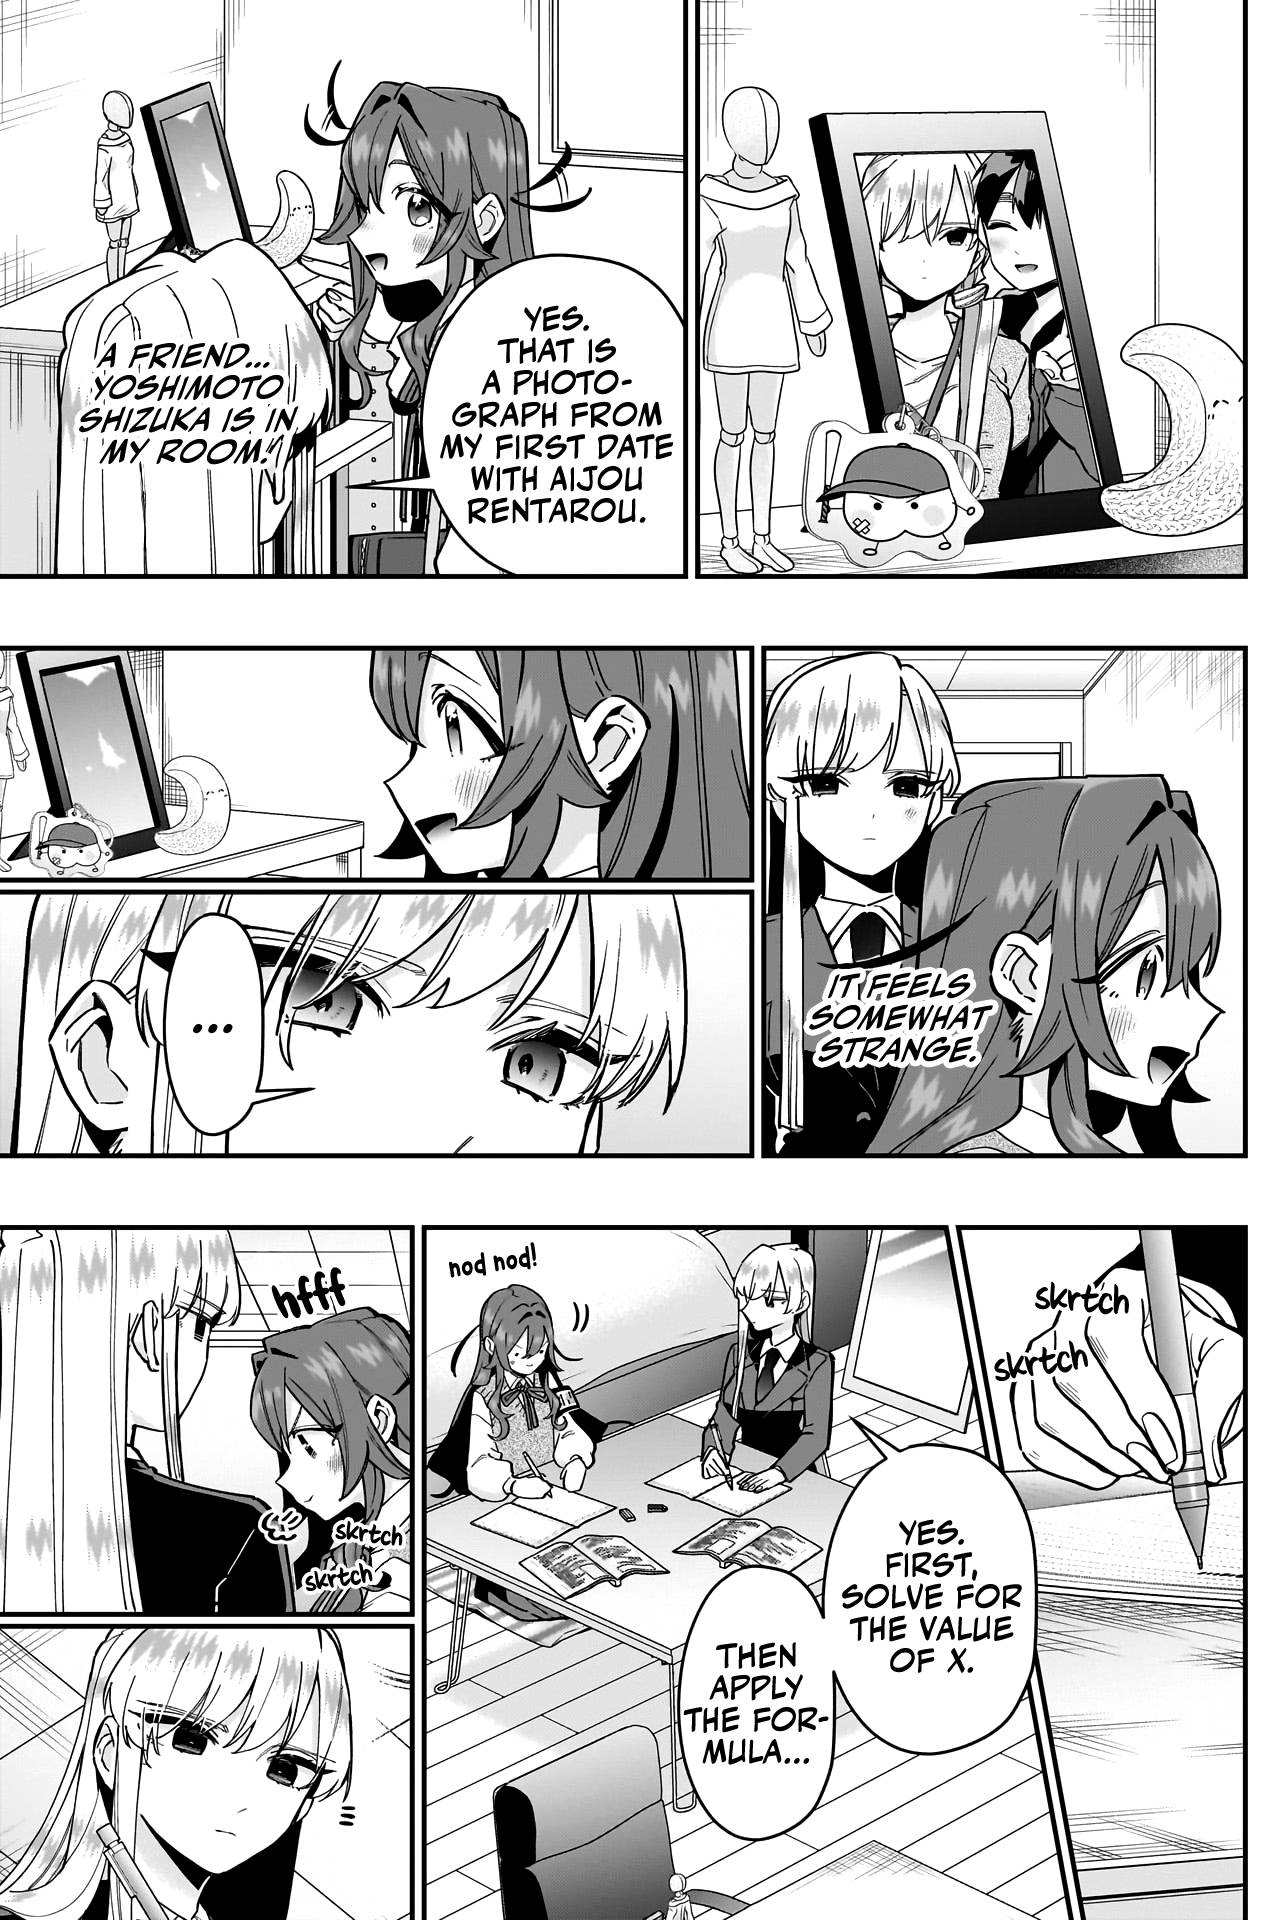 YES.
THAT IS
A PHOTO-
GRAPH FROM
MY FIRST DATE
WITH AIJOU
RENTAROU.
A FRIEND...
YOSHIMOTO
SHIZUKA IS IN
MY ROOM.
IT FEELS
SOMEWHAT
STRANGE.
...
skrtch
skrtch
nod nod!
YES.
FIRST,
SOLVE FOR
THE VALUE
OF X.
THEN
APPLY
THE FOR-
MULA...
hfff
skrtch
skrtch